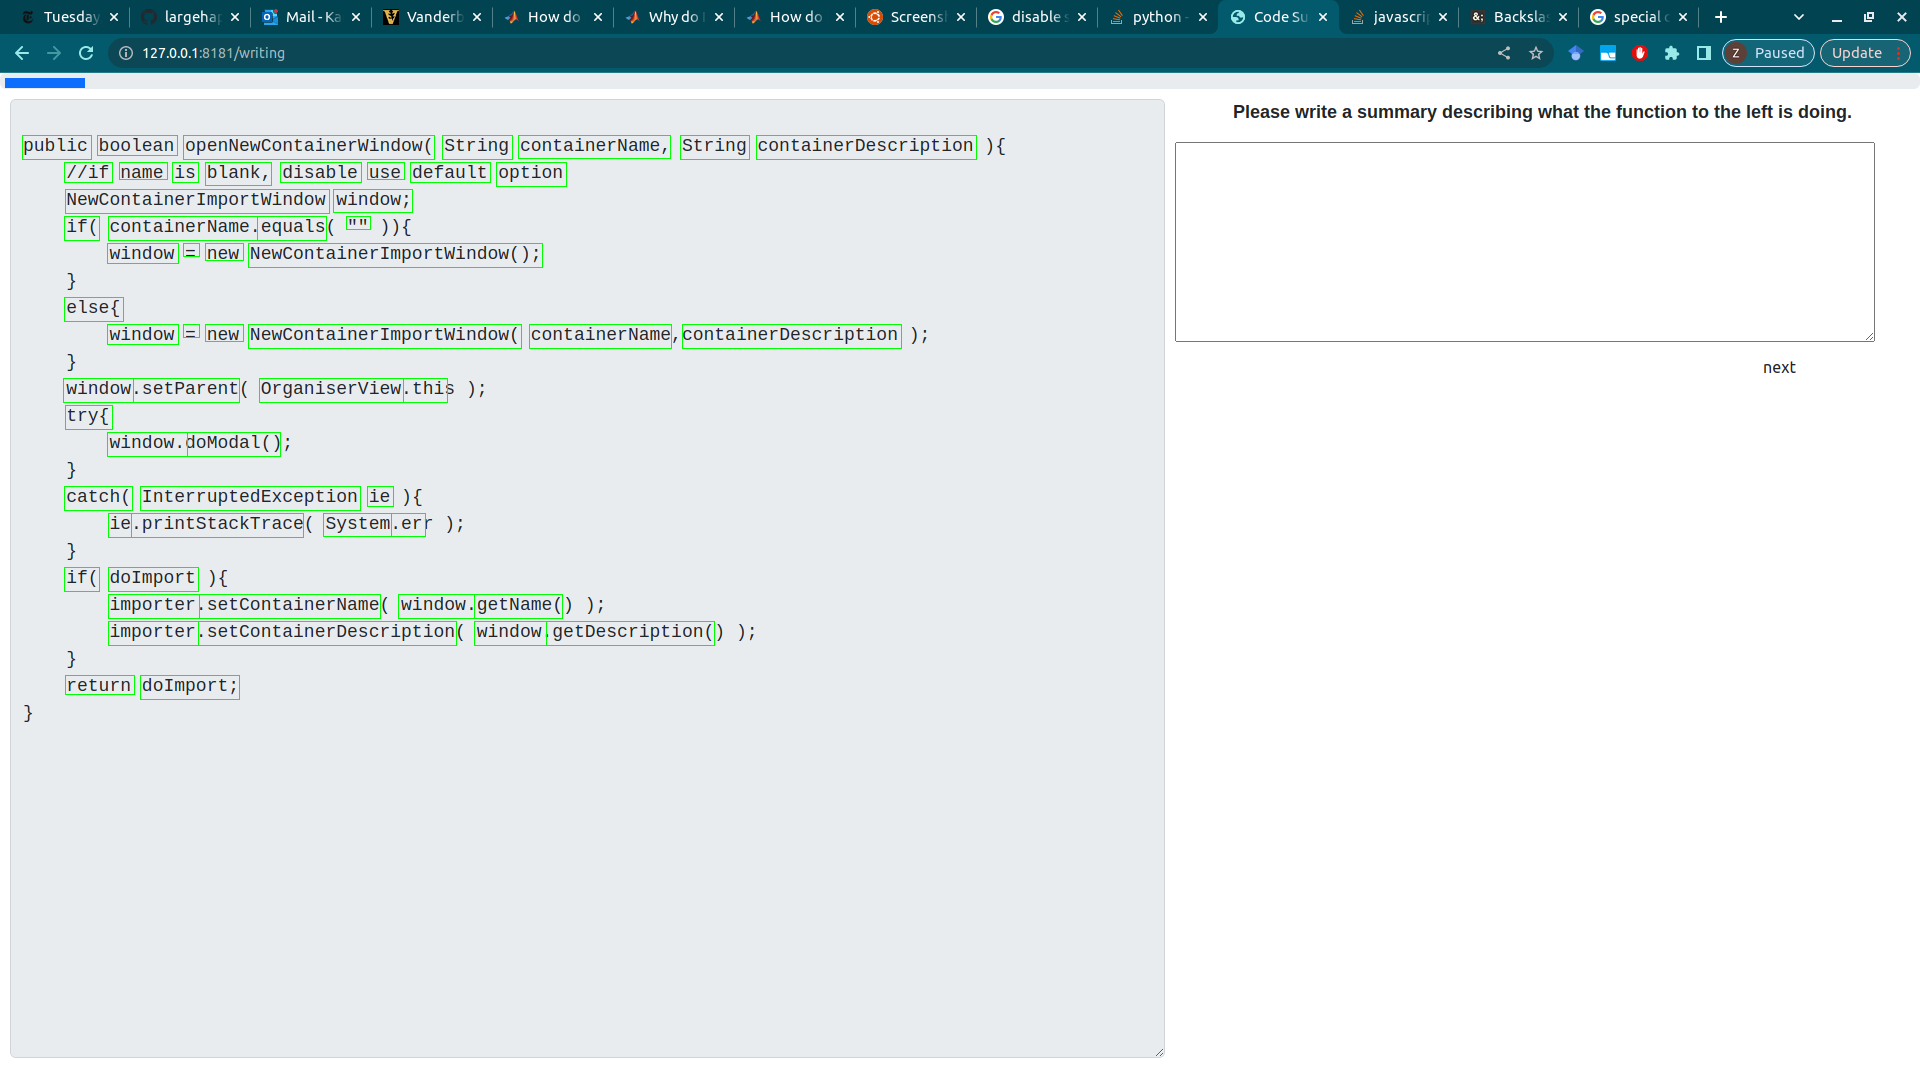 Tuesday
largehap
Mail - Ka
Vanderb
How do
Why do
How do
Screensh
disable s
python -
Code Su
javascrip
Backslas
special c
127.0.0.1:8181/writing
Z Paused
Update
Please write a summary describing what the function to the left is doing.
public boolean openNewContainerWindow( String containerName, String containerDescription ){
//if name is blank, disable use default option
NewContainerImportWindow window;
if( containerName.equals( "" )){
window = new NewContainerImportWindow();
}
else{
window = new NewContainerImportWindow( containerName,containerDescription );
}
window.setParent( OrganiserView.this );
try{
window.doModal();
}
catch( InterruptedException ie ){
ie.printStackTrace( System.err );
}
if( doImport ){
importer.setContainerName( window.getName() );
importer.setContainerDescription( window.getDescription() );
}
return doImport;
}
next